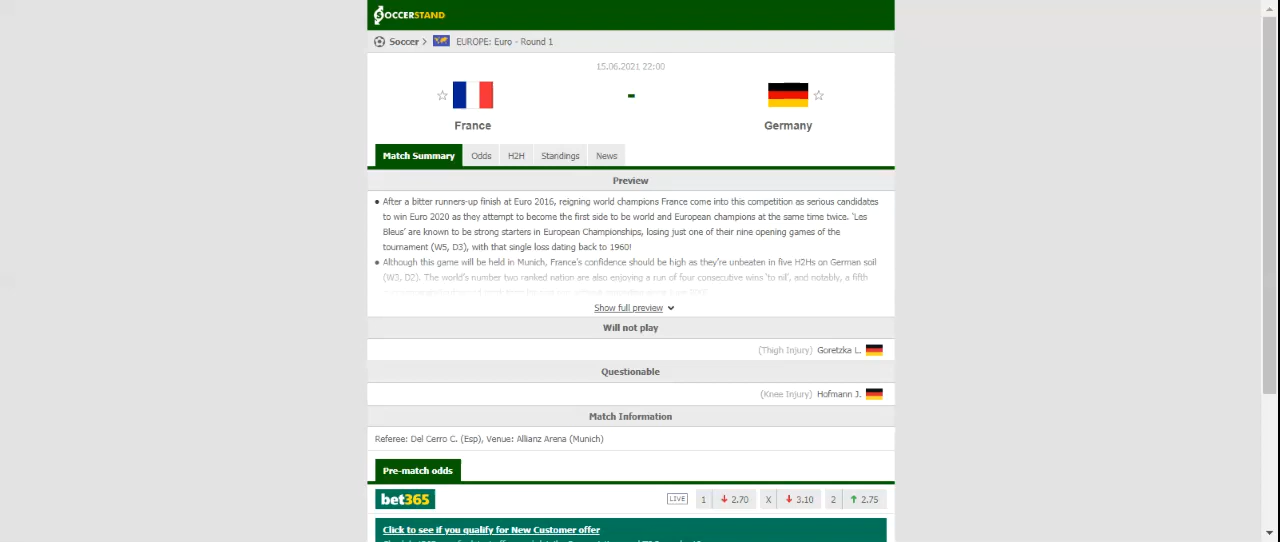 SOCCERSTAND
Soccer > EUROPE: Euro - Round 1
15.06.2021 22:00
-
France Germany
Match Summary Odds H2H Standings News
Preview
After a bitter runners-up finish at Euro 2016, reigning world champions France come into this competition as serious candidates
to win Euro 2020 as they attempt to become the first side to be world and European champions at the same time twice. 'Les
Bleus' are known to be strong starters in European Championships, losing just one of their nine opening games of the
tournament (W5, D3), with that single loss dating back to 1960!
Although this game will be held in Munich, France's confidence should be high as they're unbeaten in five H2Hs on German soil
(W3, D2). The world's number two ranked nation are also enjoying a run of four consecutive wins 'to nil', and notably, a fifth
Show full preview
Will not play
(Thigh Injury) Goretzka L.
Questionable
(Knee Injury) Hofmann J.
Match Information
Referee: Del Cerro C. (Esp), Venue: Allianz Arena (Munich)
Pre-match odds
bet365 LIVE 1 2.70 X 3.10 2 2.75
Click to see if you qualify for New Customer offer